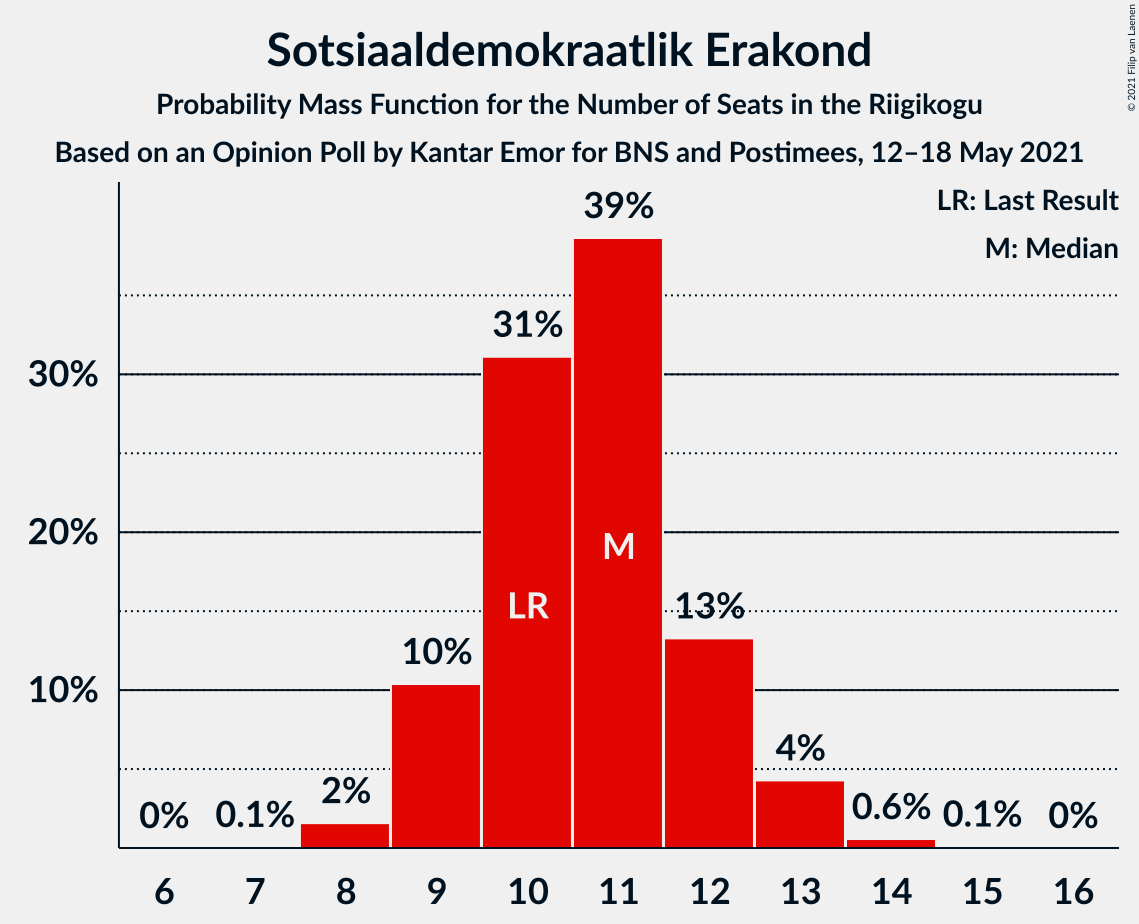 Sotsiaaldemokraatlik Erakond
Probability Mass Function for the Number of Seats in the Riigikogu
Based on an Opinion Poll by Kantar Emor for BNS and Postimees, 12–18 May 2021
© 2021 Filip van Laenen
LR: Last Result
M: Median
39%
31%
30%
20%
M
LR
13%
10%
10%
4%
2%
0%
0.1%
0.6%
0.1%
0%
6 7 8 9 10 11 12 13 14 15 16